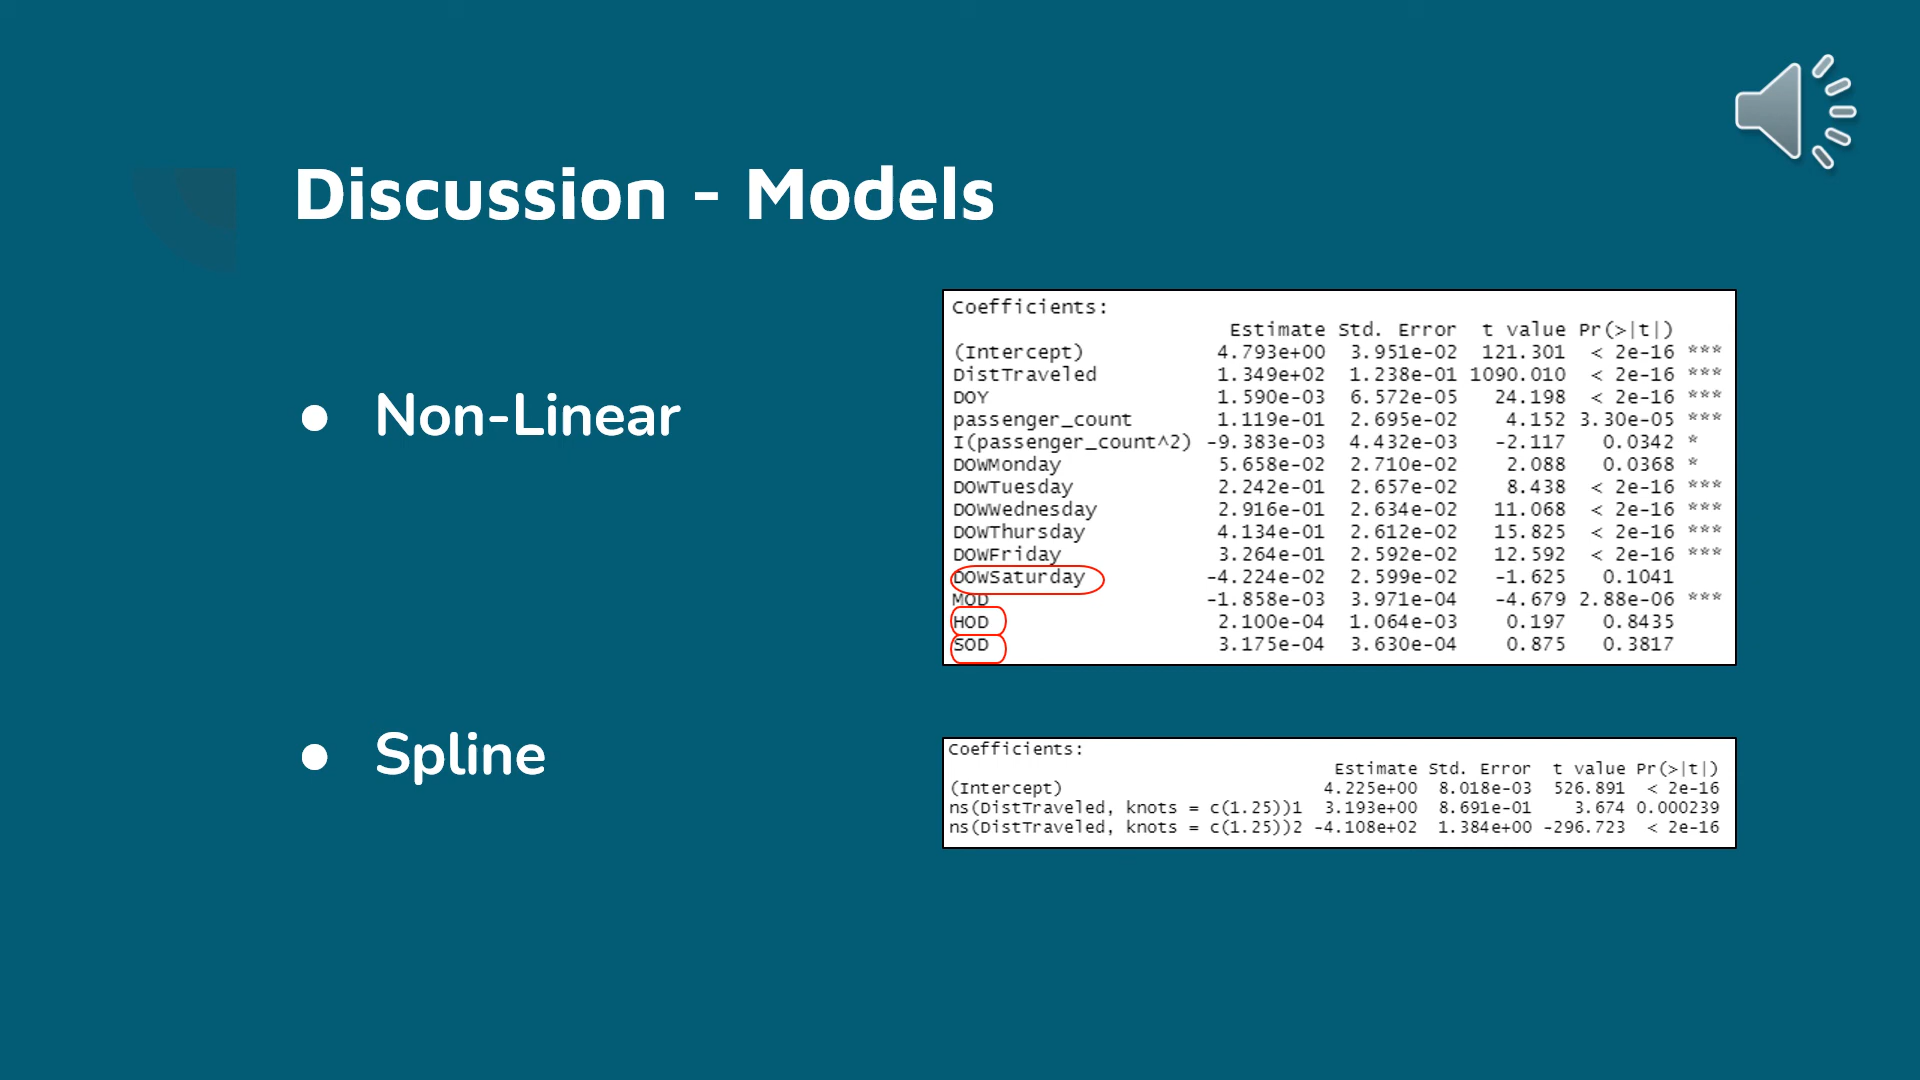 Discussion - Models
● Non-Linear
Coefficients:
Estimate Std. Error t value Pr(>|t|)
(Intercept) 4.793e+00 3.951e-02 121.301 < 2e-16 ***
DistTraveled 1.349e+02 1.238e-01 1090.010 < 2e-16 ***
DOY 1.590e-03 6.572e-05 24.198 < 2e-16 ***
passenger_count 1.119e-01 2.695e-02 4.152 3.30e-05 ***
I(passenger_count^2) -9.383e-03 4.432e-03 -2.117 0.0342 *
DOWMonday 5.658e-02 2.710e-02 2.088 0.0368 *
DOWTuesday 2.242e-01 2.657e-02 8.438 < 2e-16 ***
DOWWednesday 2.916e-01 2.634e-02 11.068 < 2e-16 ***
DOWThursday 4.134e-01 2.612e-02 15.825 < 2e-16 ***
DOWFriday 3.264e-01 2.592e-02 12.592 < 2e-16 ***
DOWSaturday -4.224e-02 2.599e-02 -1.625 0.1041
MOD -1.858e-03 3.971e-04 -4.679 2.88e-06 ***
HOD 2.100e-04 1.064e-03 0.197 0.8435
SOD 3.175e-04 3.630e-04 0.875 0.3817
● Spline
Coefficients:
Estimate Std. Error t value Pr(>|t|)
(Intercept) 4.225e+00 8.018e-03 526.891 < 2e-16
ns(DistTraveled, knots = c(1.25))1 3.193e+00 8.691e-01 3.674 0.000239
ns(DistTraveled, knots = c(1.25))2 -4.108e+02 1.384e+00 -296.723 < 2e-16